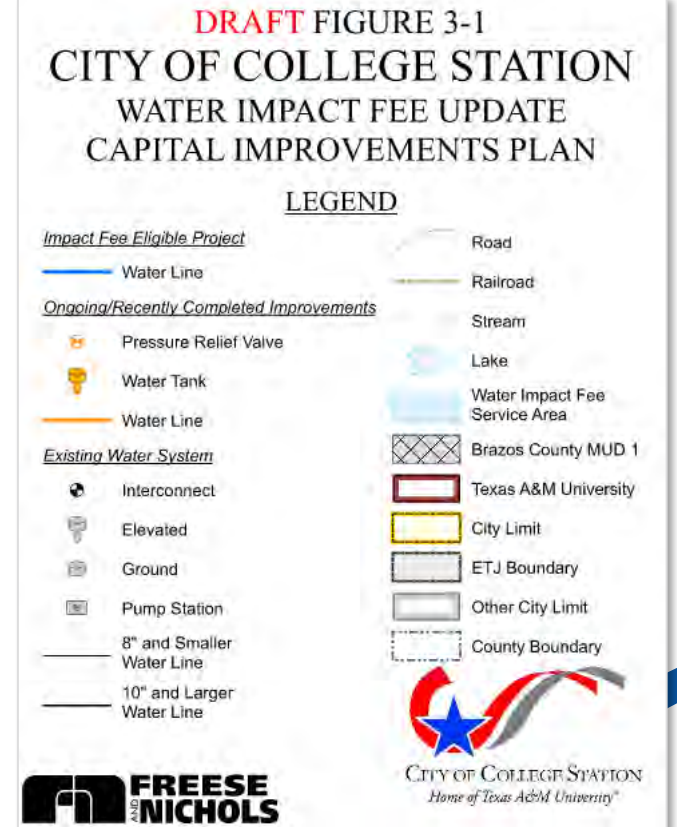 DRAFT FIGURE 3-1
CITY OF COLLEGE STATION
WATER IMPACT FEE UPDATE
CAPITAL IMPROVEMENTS PLAN
LEGEND
Impact Fee Eligible Project
Water Line
Ongoing/Recently Completed Improvements
Pressure Relief Valve
Water Tank
Water Line
Existing Water System
Interconnect
Elevated
Ground
Pump Station
8" and Smaller
Water Line
10" and Larger
Water Line
Road
Railroad
Stream
Lake
Water Impact Fee
Service Area
Brazos County MUD 1
Texas A&M University
City Limit
ETJ Boundary
Other City Limit
County Boundary
FREESE
AND NICHOLS
CITY OF COLLEGE STATION
Home of Texas A&M University®